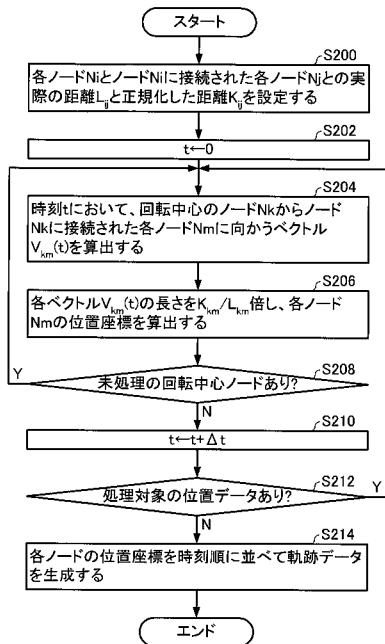 スタート
S200
各ノードNiとノードNiに接続された各ノードNjとの実
際の距離Lijと正規化した距離Kijを設定する
S202
t←0
S204
時刻tにおいて、回転中心のノードNkからノード
Nkに接続された各ノードNmに向かうベクトル
Vkm(t)を算出する
S206
各ベクトルVkm(t)の長さをKkm/Lkm倍し、各ノード
Nmの位置座標を算出する
S208
Y
未処理の回転中心ノードあり?
N
S210
t←t+Δt
S212
処理対象の位置データあり?
Y
N
S214
各ノードの位置座標を時刻順に並べて軌跡データ
を生成する
エンド